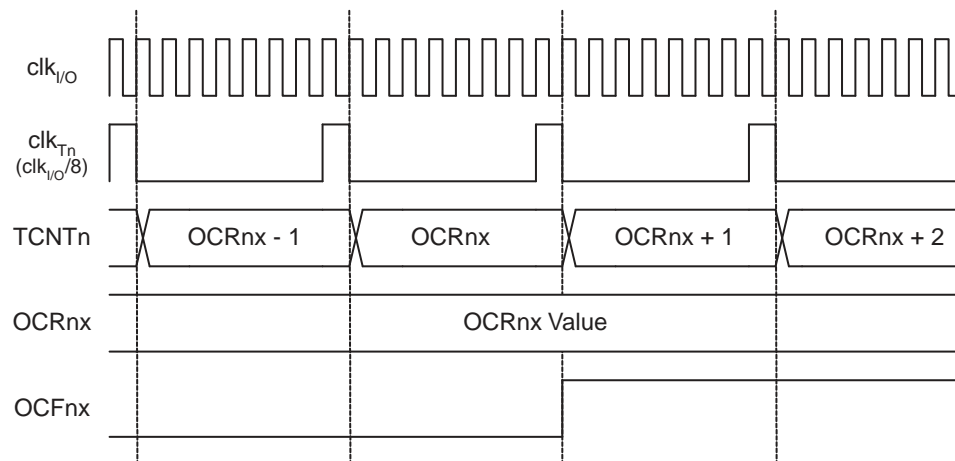 clkI/O
clkTn
(clkI/O/8)
TCNTn
OCRnx - 1
OCRnx
OCRnx + 1
OCRnx + 2
OCRnx
OCRnx Value
OCFnx